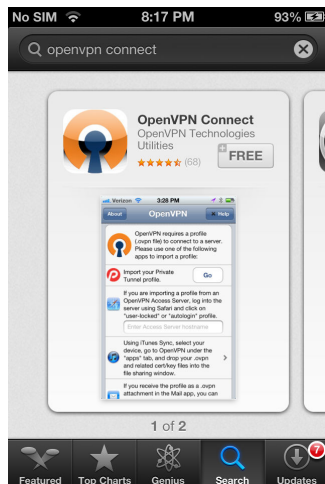 No SIM 8:17 PM 93%
openvpn connect
OpenVPN Connect
OpenVPN Technologies
Utilities
(68)
FREE
Verizon 3:28 PM
About OpenVPN Help
OpenVPN requires a profile
(.ovpn file) to connect to a server.
Please use one of the following
apps to import a profile:
Import your Private
Tunnel profile.
Go
If you are importing a profile from an
OpenVPN Access Server, log into the
server using Safari and click on
"user-locked" or "autologin" profile.
Enter Access Server hostname
Using iTunes Sync, select your
device, go to OpenVPN under the
"apps" tab, and drop your .ovpn
and related cert/key files into the
file sharing window.
If you receive the profile as a .ovpn
attachment in the Mail app, you can
1 of 2
7
Featured Top Charts Genius Search Updates